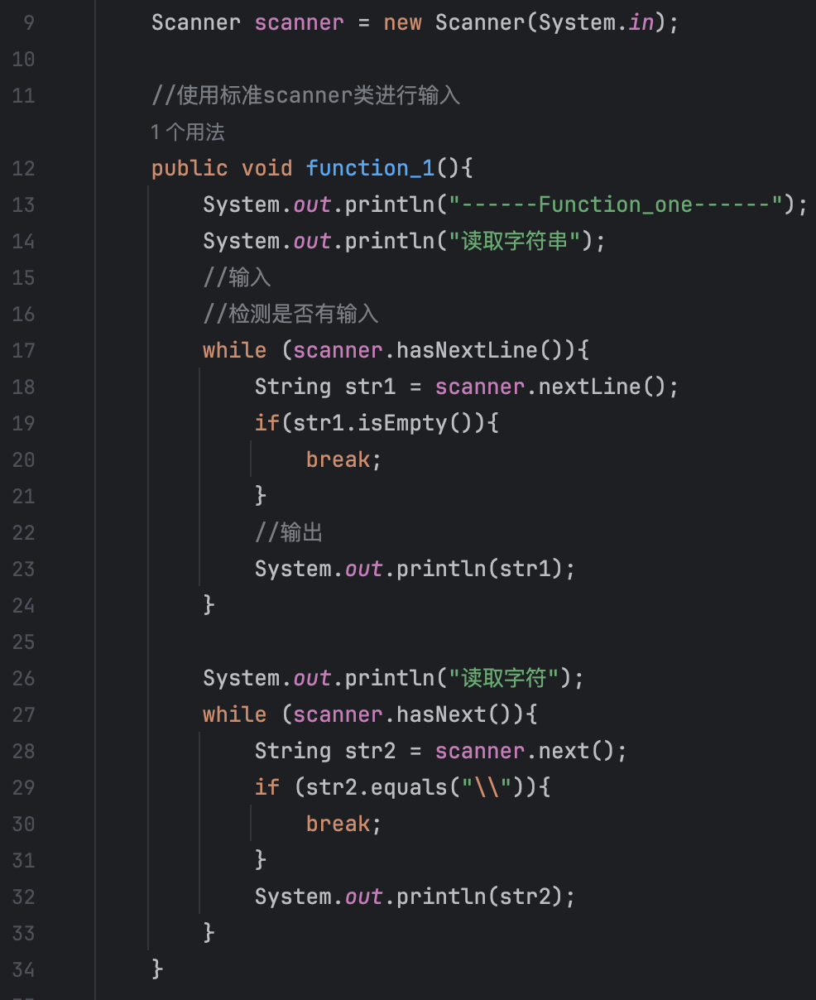 9 Scanner scanner = new Scanner(System.in);
10
11 //使用标准scanner类进行输入
1 个用法
12 public void function_1(){
13 System.out.println("------Function_one------");
14 System.out.println("读取字符串");
15 //输入
16 //检测是否有输入
17 while (scanner.hasNextLine()){
18 String str1 = scanner.nextLine();
19 if(str1.isEmpty()){
20 break;
21 }
22 //输出
23 System.out.println(str1);
24 }
25
26 System.out.println("读取字符");
27 while (scanner.hasNext()){
28 String str2 = scanner.next();
29 if (str2.equals("\\")){
30 break;
31 }
32 System.out.println(str2);
33 }
34 }